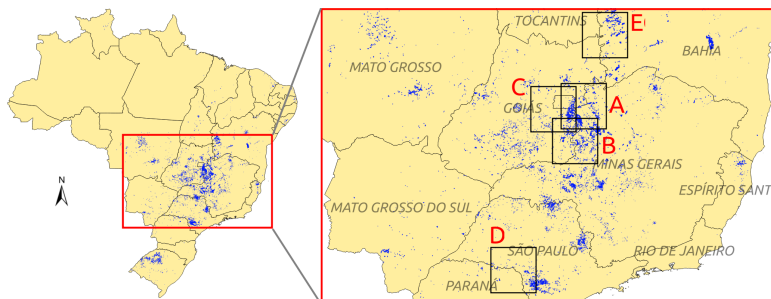 TOCANTINS
E
BAHIA
MATO GROSSO
C
GOIÁS
A
B
MINAS GERAIS
ESPÍRITO SANT
N
MATO GROSSO DO SUL
D
SÃO PAULO
RIO DE JANEIRO
PARANÁ